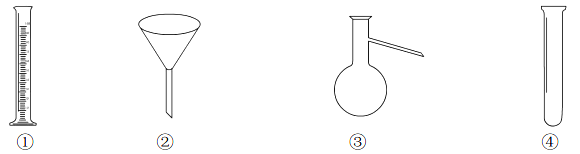 ① ② ③ ④